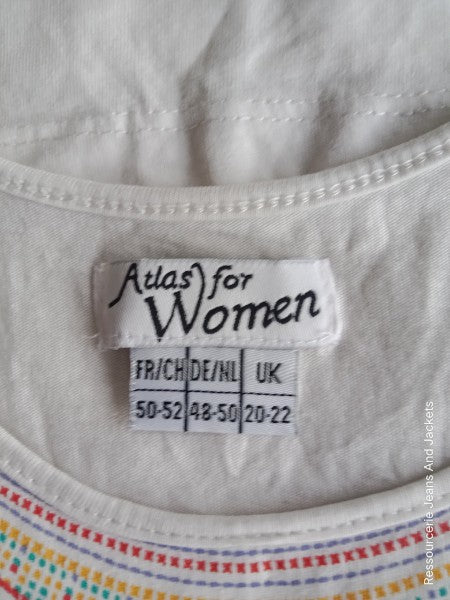 Atlas for
Women
FR/CH DE/NL UK
50-52 48-50 20-22
Ressourcerie Jeans And Jackets